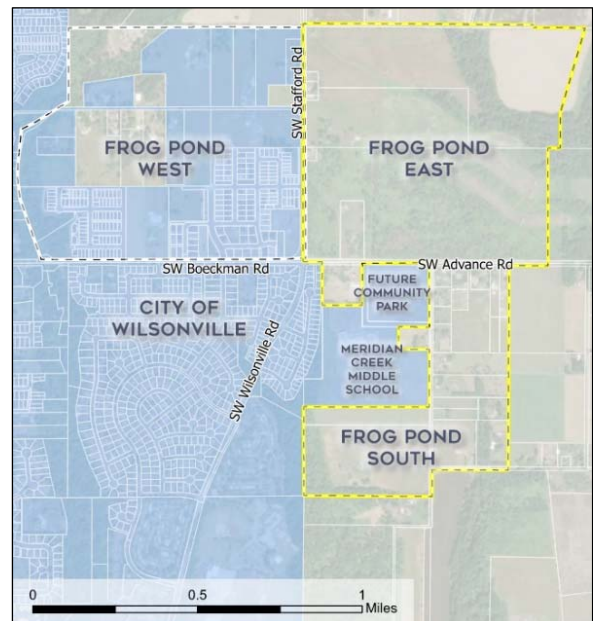 SW Stafford Rd
FROG POND
WEST
FROG POND
EAST
SW Boeckman Rd
SW Advance Rd
FUTURE
COMMUNITY
PARK
CITY OF
WILSONVILLE
SW Wilsonville Rd
MERIDIAN
CREEK
MIDDLE
SCHOOL
FROG POND
SOUTH
0 0.5 1
Miles